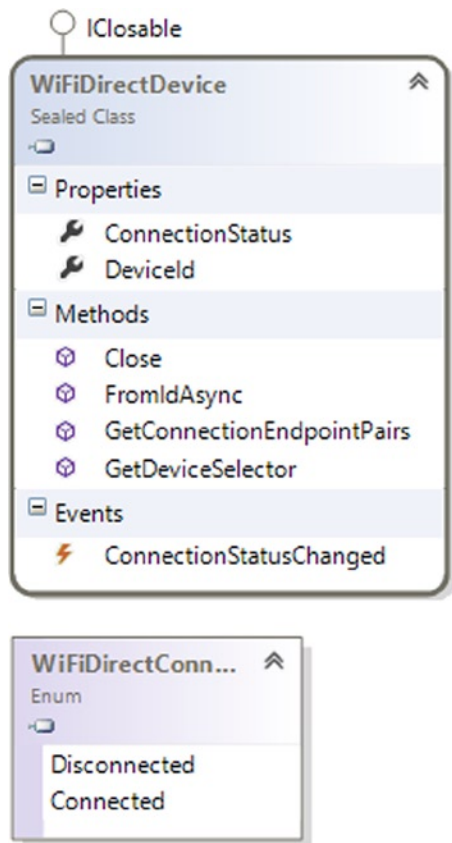 IClosable
WiFiDirectDevice
Sealed Class
Properties
ConnectionStatus
DeviceId
Methods
Close
FromIdAsync
GetConnectionEndpointPairs
GetDeviceSelector
Events
ConnectionStatusChanged
WiFiDirectConn...
Enum
Disconnected
Connected